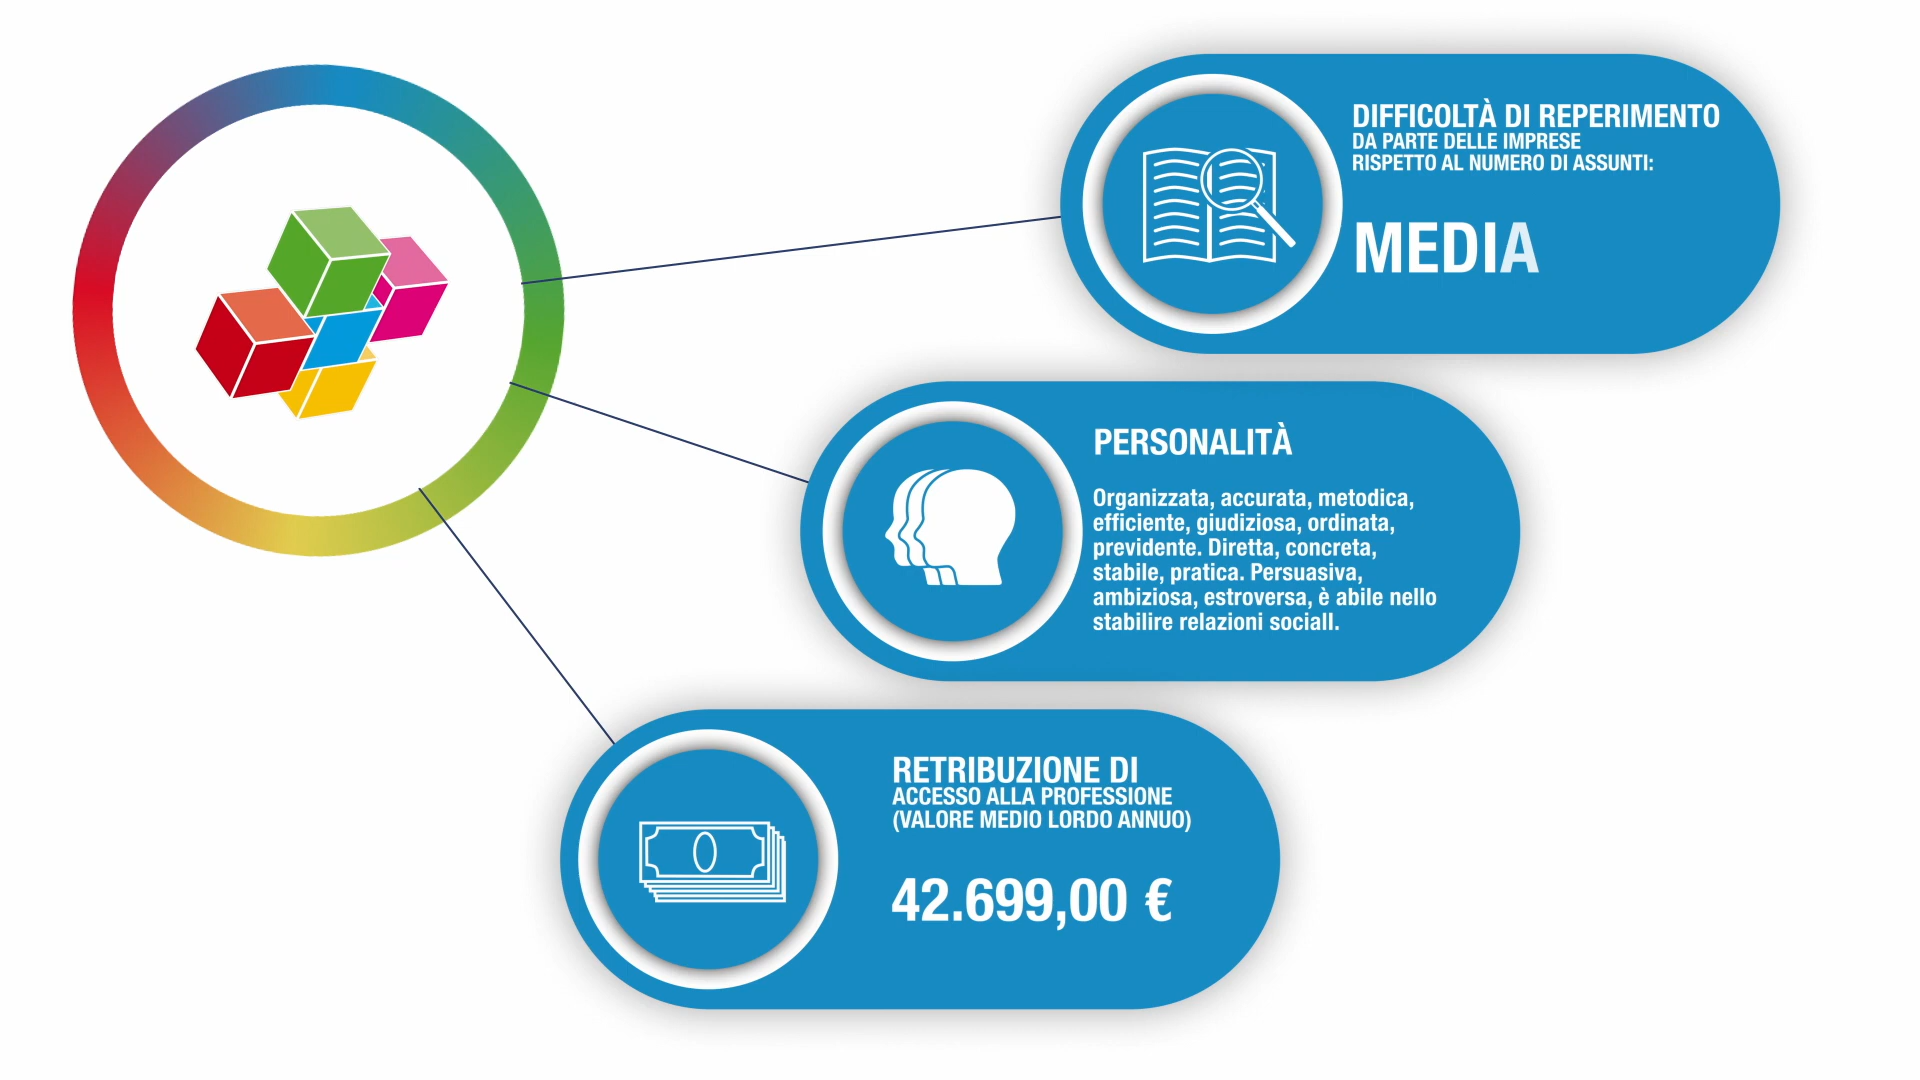 DIFFICOLTÀ DI REPERIMENTO
DA PARTE DELLE IMPRESE
RISPETTO AL NUMERO DI ASSUNTI:
MEDIA
PERSONALITÀ
Organizzata, accurata, metodica,
efficiente, giudiziosa, ordinata,
previdente. Diretta, concreta,
stabile, pratica. Persuasiva,
ambiziosa, estroversa, è abile nello
stabilire relazioni sociall.
RETRIBUZIONE DI
ACCESSO ALLA PROFESSIONE
(VALORE MEDIO LORDO ANNUO)
42.699,00 €